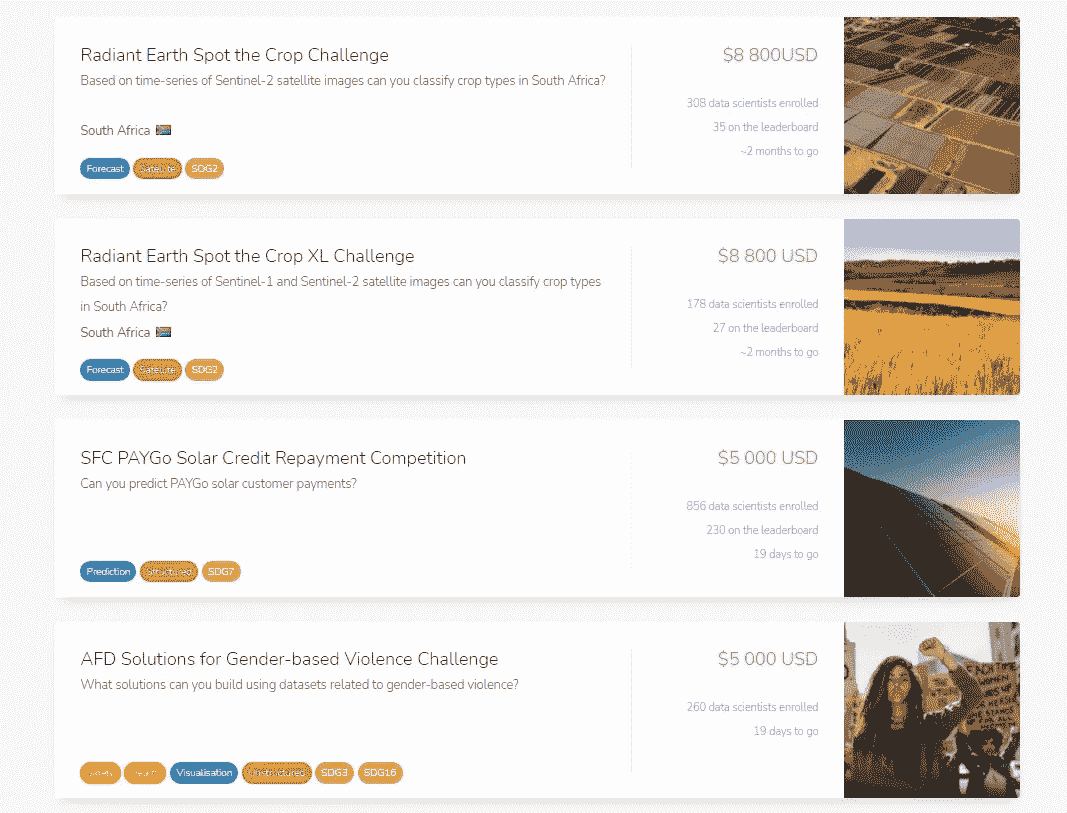 Radiant Earth Spot the Crop Challenge
Based on time-series of Sentinel-2 satellite images can you classify crop types in South Africa?
South Africa
Forecast Satellite SDG2
$8 800USD
308 data scientists enrolled
35 on the leaderboard
~2 months to go
Radiant Earth Spot the Crop XL Challenge
Based on time-series of Sentinel-1 and Sentinel-2 satellite images can you classify crop types
in South Africa?
South Africa
Forecast Satellite SDG2
$8 800 USD
178 data scientists enrolled
27 on the leaderboard
~2 months to go
SFC PAYGo Solar Credit Repayment Competition
Can you predict PAYGo solar customer payments?
Prediction Structured SDG7
$5 000 USD
856 data scientists enrolled
230 on the leaderboard
19 days to go
AFD Solutions for Gender-based Violence Challenge
What solutions can you build using datasets related to gender-based violence?
Visualisation Unstructured SDG3 SDG16
$5 000 USD
260 data scientists enrolled
19 days to go
EACH TIME
WOMEN